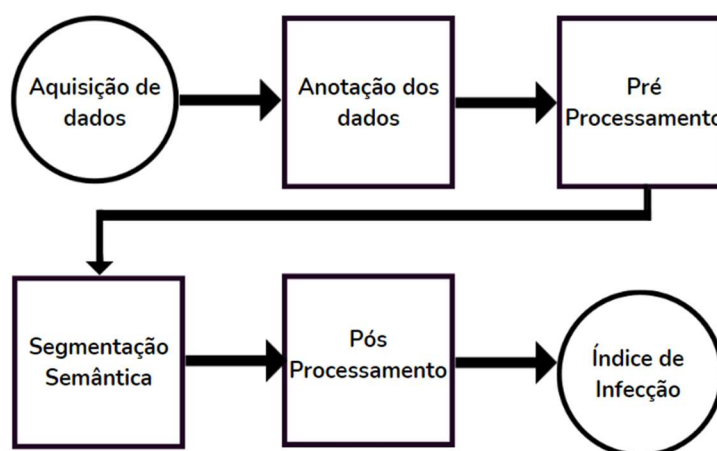 Aquisição de
dados
Anotação dos
dados
Pré
Processamento
Segmentação
Semântica
Pós
Processamento
Índice de
Infecção